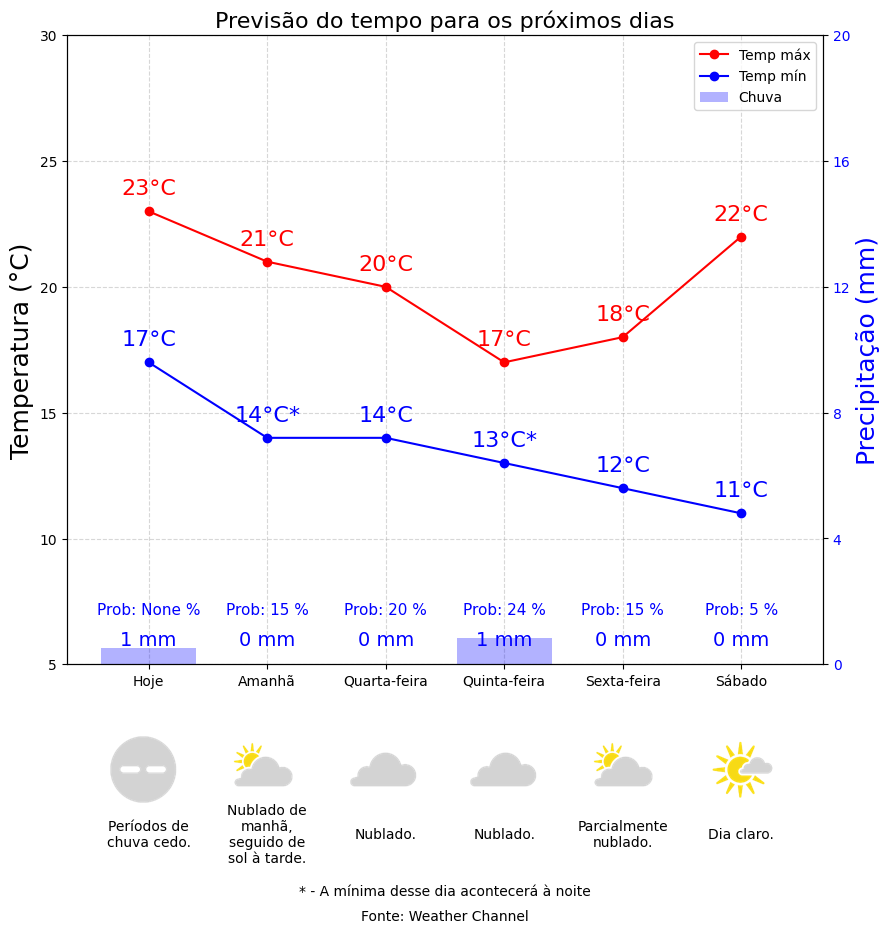 Previsão do tempo para os próximos dias
30
25
20
15
10
5
Temperatura (°C)
20
16
12
8
4
0
Precipitação (mm)
Temp máx
Temp mín
Chuva
23°C
21°C
20°C
17°C
18°C
22°C
17°C
14°C*
14°C
13°C*
12°C
11°C
Prob: None %
Prob: 15 %
Prob: 20 %
Prob: 24 %
Prob: 15 %
Prob: 5 %
1 mm
0 mm
0 mm
1 mm
0 mm
0 mm
Hoje
Amanhã
Quarta-feira
Quinta-feira
Sexta-feira
Sábado
Períodos de
chuva cedo.
Nublado de
manhã,
seguido de
sol à tarde.
Nublado.
Nublado.
Parcialmente
nublado.
Dia claro.
* - A mínima desse dia acontecerá à noite
Fonte: Weather Channel